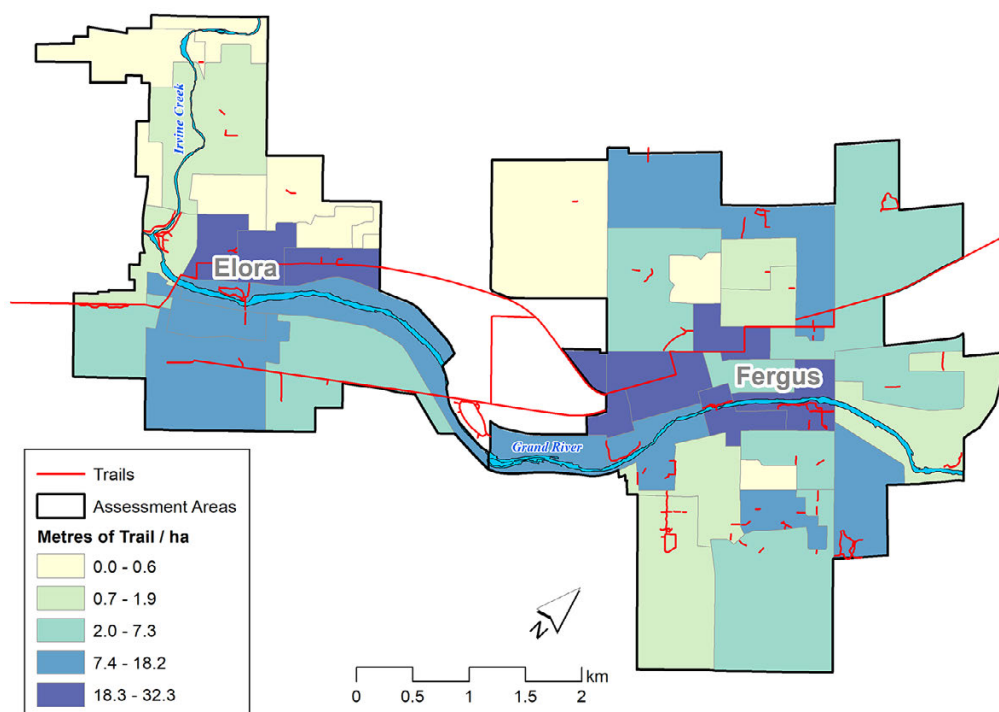 Irvine Creek
Elora
Fergus
Grand River
Trails
Assessment Areas
Metres of Trail / ha
0.0 - 0.6
0.7 - 1.9
2.0 - 7.3
7.4 - 18.2
18.3 - 32.3
N
km
0 0.5 1 1.5 2